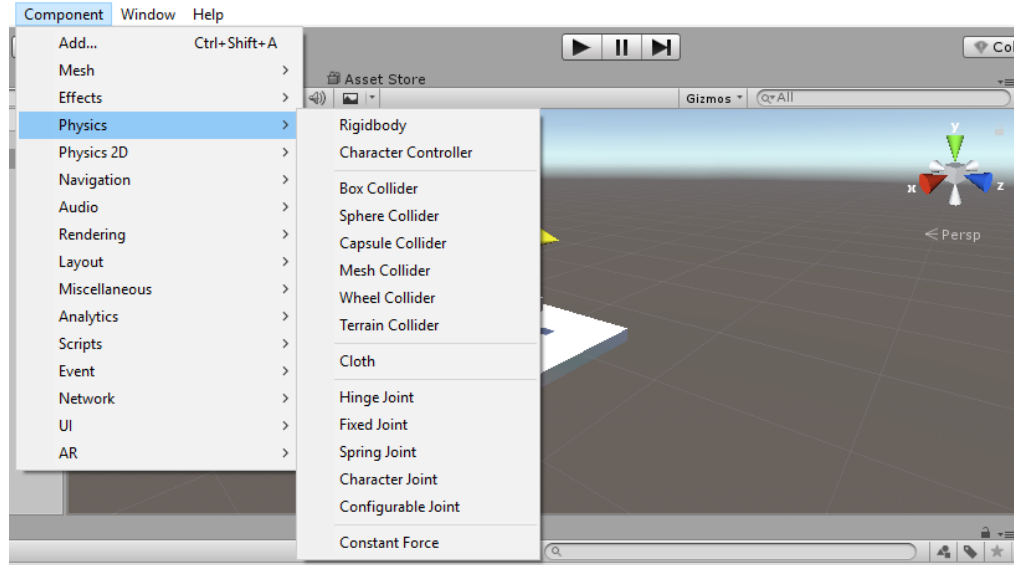 Component Window Help
Add... Ctrl+Shift+A
Mesh
Effects
Physics
Physics 2D
Navigation
Audio
Rendering
Layout
Miscellaneous
Analytics
Scripts
Event
Network
UI
AR
Rigidbody
Character Controller
Box Collider
Sphere Collider
Capsule Collider
Mesh Collider
Wheel Collider
Terrain Collider
Cloth
Hinge Joint
Fixed Joint
Spring Joint
Character Joint
Configurable Joint
Constant Force
Col
Asset Store
Gizmos All
y
x z
Persp